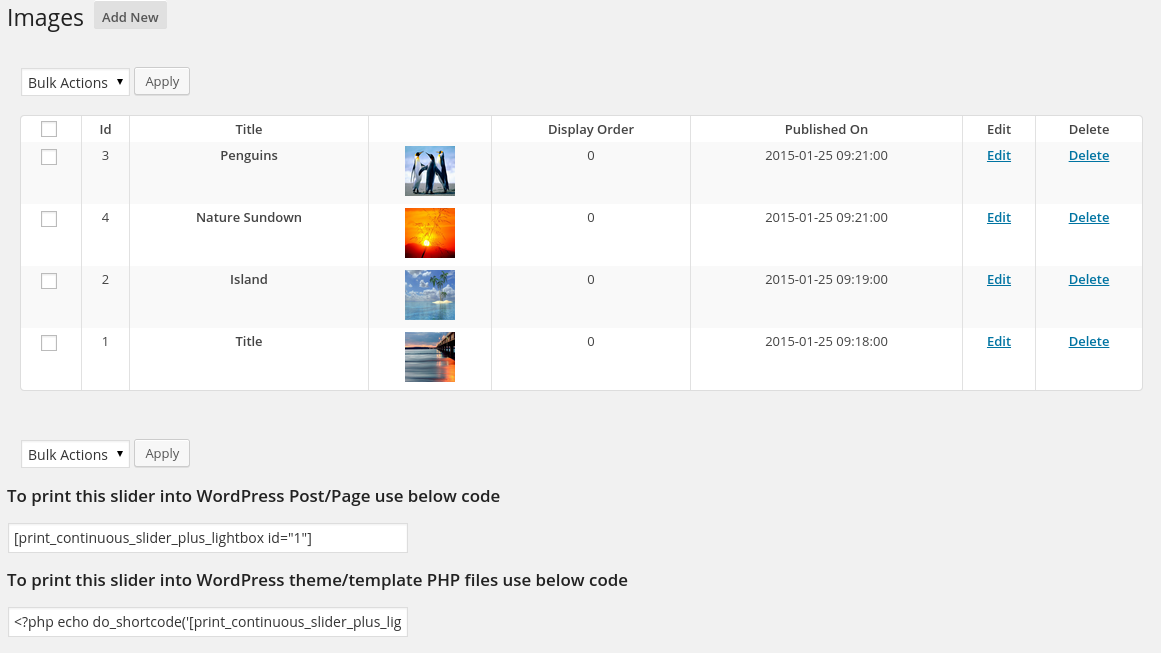 Images Add New
Bulk Actions Apply
Id Title Display Order Published On Edit Delete
3 Penguins 0 2015-01-25 09:21:00 Edit Delete
4 Nature Sundown 0 2015-01-25 09:21:00 Edit Delete
2 Island 0 2015-01-25 09:19:00 Edit Delete
1 Title 0 2015-01-25 09:18:00 Edit Delete
Bulk Actions Apply
To print this slider into WordPress Post/Page use below code
[print_continuous_slider_plus_lightbox id="1"]
To print this slider into WordPress theme/template PHP files use below code
<?php echo do_shortcode('[print_continuous_slider_plus_lig